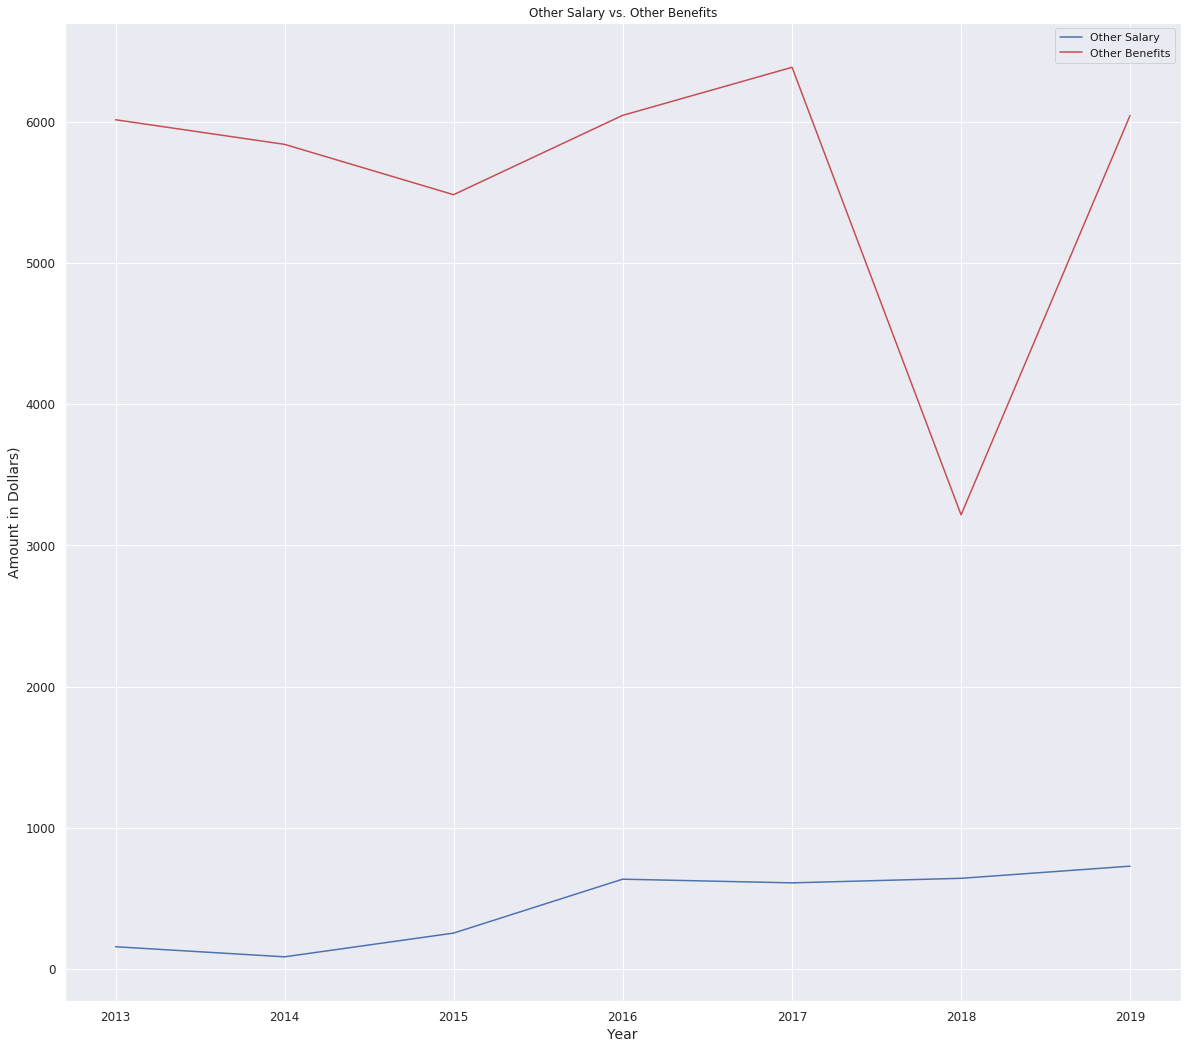 Other Salary vs. Other Benefits
Other Salary
Other Benefits
6000
5000
4000
3000
2000
1000
0
Amount in Dollars)
2013 2014 2015 2016 2017 2018 2019
Year